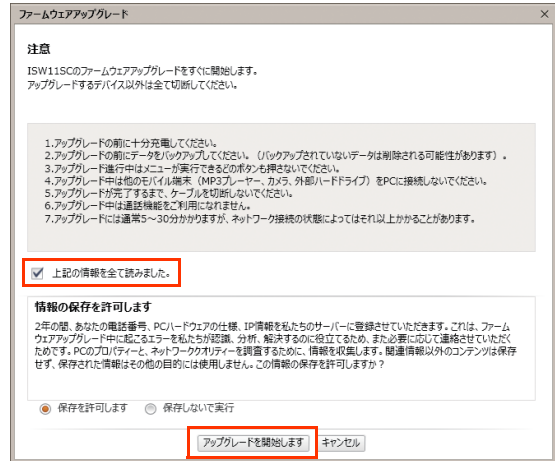 ファームウェアアップグレード
注意
ISW11SCのファームウェアアップグレードをすぐに開始します。
アップグレードするデバイス以外は全て切断してください。
1.アップグレードの前に十分充電してください。
2.アップグレードの前にデータをバックアップしてください。（バックアップされていないデータは削除される可能性があります）。
3.アップグレード進行中はメニューが実行できるどのボタンも押さないでください。
4.アップグレード中は他のモバイル端末（MP3プレーヤー、カメラ、外部ハードドライブ）をPCに接続しないでください。
5.アップグレードが完了するまで、ケーブルを切断しないでください。
6.アップグレード中は通話機能をご利用になれません。
7.アップグレードには通常5～30分かかりますが、ネットワーク接続の状態によってはそれ以上かかることがあります。
上記の情報を全て読みました。
情報の保存を許可します
2年の間、あなたの電話番号、PCハードウェアの仕様、IP情報を私たちのサーバーに登録させていただきます。これは、ファーム
ウェアアップグレード中に起こるエラーを私たちが認識、分析、解決するのに役立てるため、また必要に応じて連絡させていただく
ためです。PCのプロパティーと、ネットワーククオリティーを調査するために、情報を収集します。関連情報以外のコンテンツは保存
せず、保存された情報はその他の目的には使用しません。この情報の保存を許可しますか？
保存を許可します
保存しないで実行
アップグレードを開始します
キャンセル